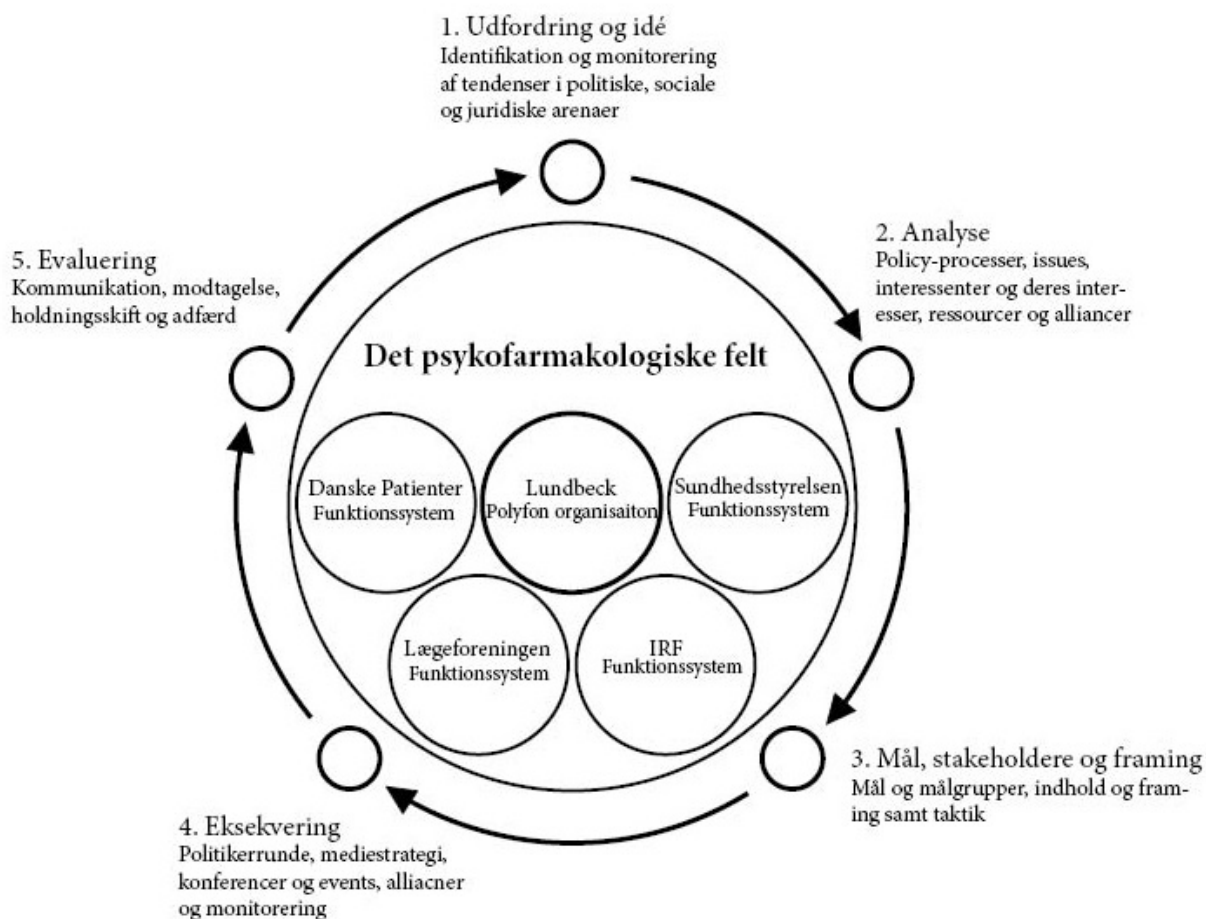 1. Udfordring og idé
Identifikation og monitorering
af tendenser i politiske, sociale
og juridiske arenaer
2. Analyse
Policy-processer, issues,
interessenter og deres inter-
esser, ressourcer og alliancer
3. Mål, stakeholdere og framing
Mål og målgrupper, indhold og fram-
ing samt taktik
4. Eksekvering
Politikerrunde, mediestrategi,
konferencer og events, alliacner
og monitorering
5. Evaluering
Kommunikation, modtagelse,
holdningsskift og adfærd
Det psykofarmakologiske felt
Danske Patienter
Funktionssystem
Lundbeck
Polyfon organisaiton
Sundhedsstyrelsen
Funktionssystem
Lægeforeningen
Funktionssystem
IRF
Funktionssystem